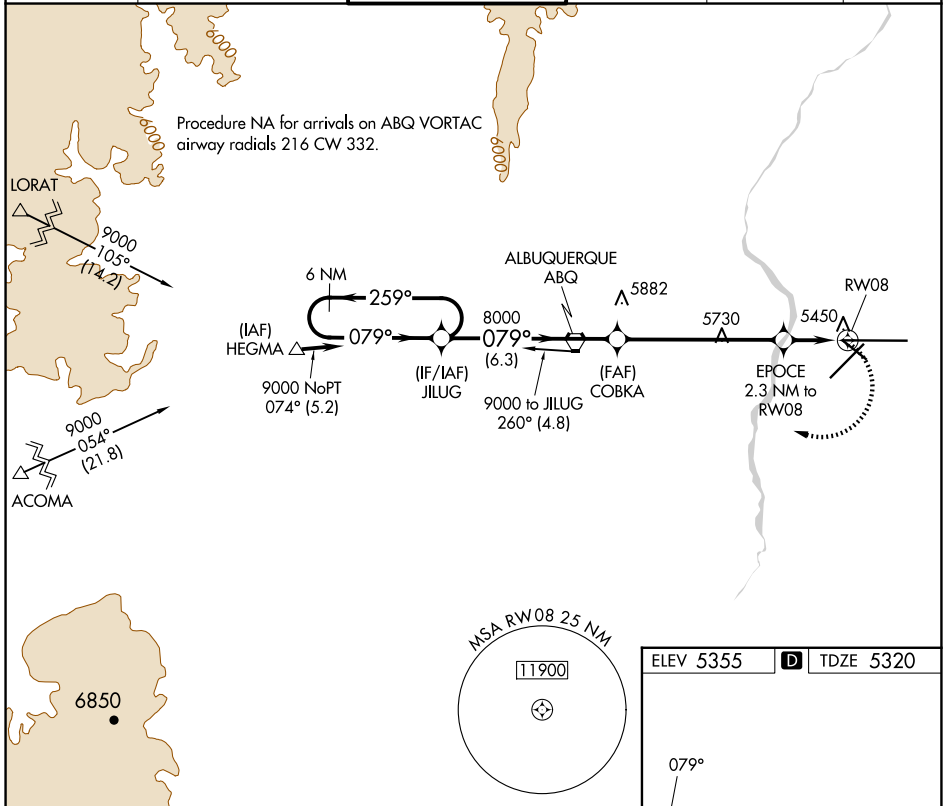 6000
6000
6000
Procedure NA for arrivals on ABQ VORTAC
airway radials 216 CW 332.
LORAT
9000
105°
(14.2)
6 NM
259°
079°
(IAF)
HEGMA
9000 NoPT
074° (5.2)
(IF/IAF)
JILUG
8000
079°
(6.3)
ALBUQUERQUE
ABQ
9000 to JILUG
260° (4.8)
5882
(FAF)
COBKA
5730
5450
RW08
EPOCE
2.3 NM to
RW08
9000
054°
(21.8)
ACOMA
6850
MSA RW08 25 NM
11900
ELEV 5355 D TDZE 5320
079°